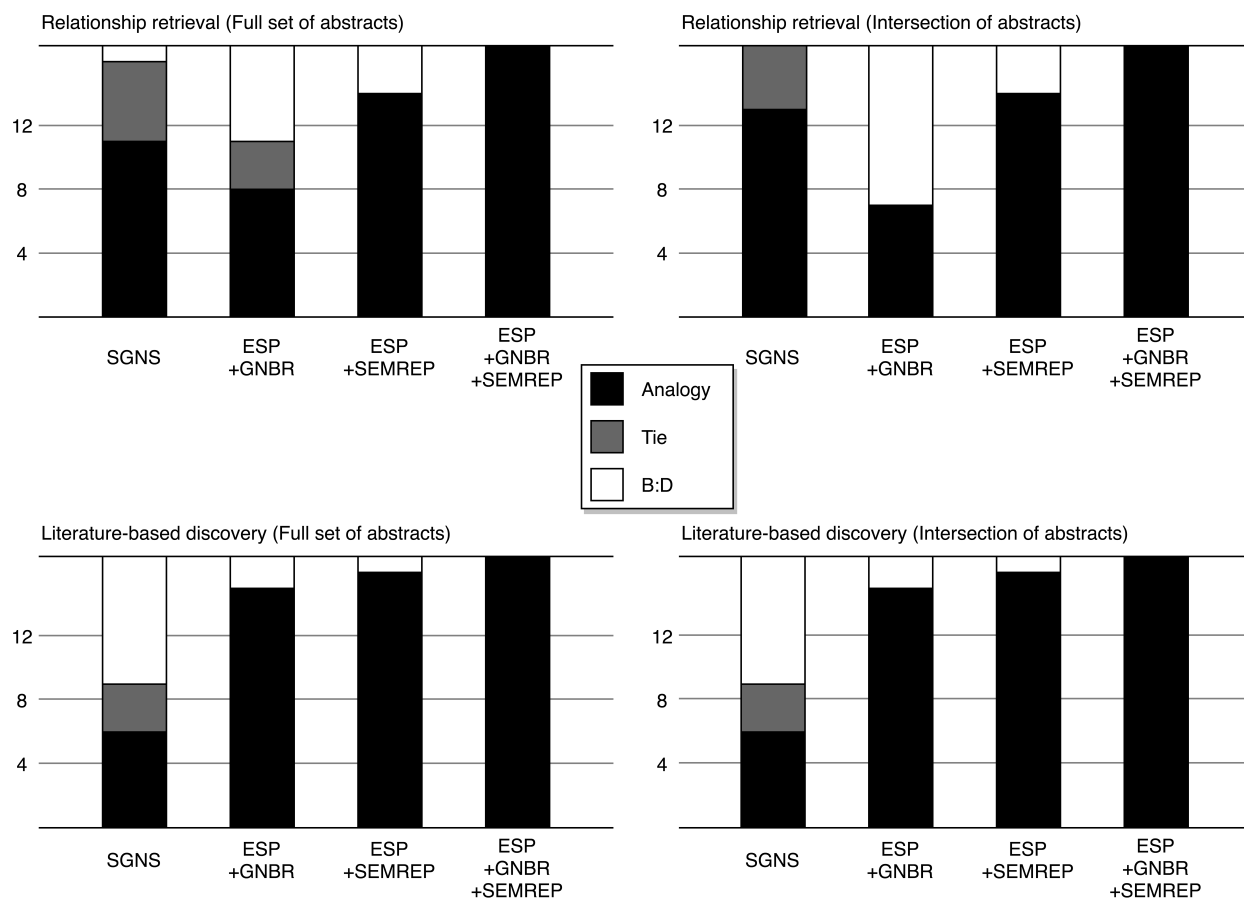 Relationship retrieval (Full set of abstracts)
12
8
4
SGNS
ESP
+GNBR
ESP
+SEMREP
ESP
+GNBR
+SEMREP
Relationship retrieval (Intersection of abstracts)
12
8
4
SGNS
ESP
+GNBR
ESP
+SEMREP
ESP
+GNBR
+SEMREP
Analogy
Tie
B:D
Literature-based discovery (Full set of abstracts)
12
8
4
SGNS
ESP
+GNBR
ESP
+SEMREP
ESP
+GNBR
+SEMREP
Literature-based discovery (Intersection of abstracts)
12
8
4
SGNS
ESP
+GNBR
ESP
+SEMREP
ESP
+GNBR
+SEMREP